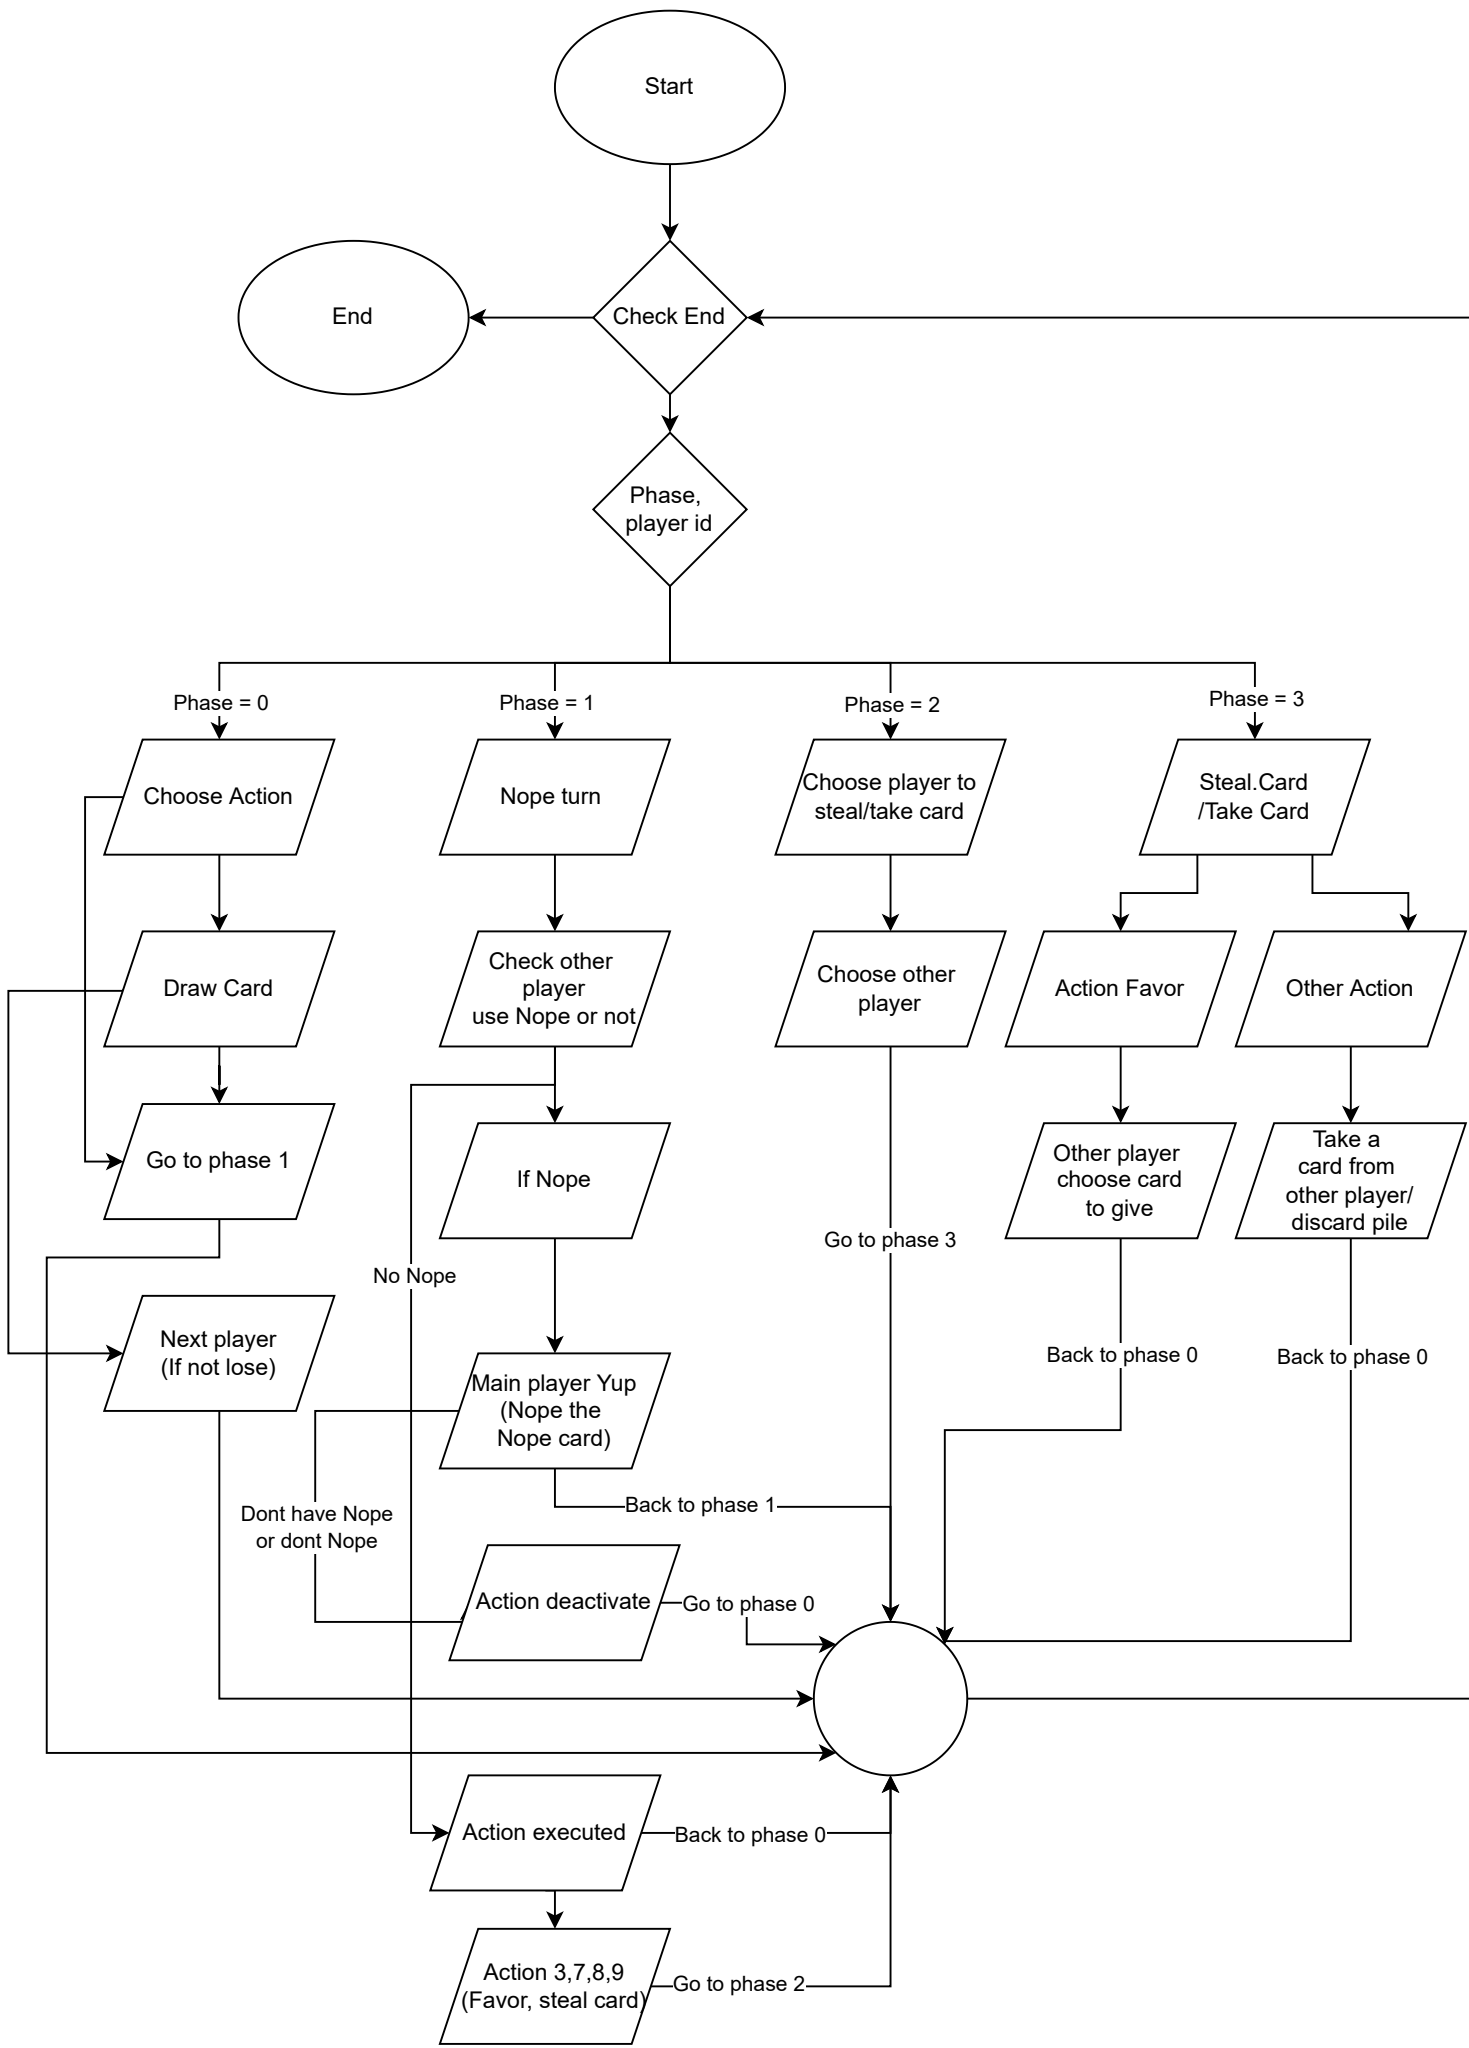 Start
End
Check End
Phase,
player id
Phase = 0
Phase = 1
Phase = 2
Phase = 3
Choose Action
Nope turn
Choose player to
steal/take card
Steal.Card
/Take Card
Draw Card
Check other
player
use Nope or not
Choose other
player
Action Favor
Other Action
Go to phase 1
If Nope
Other player
choose card
to give
Take a
card from
other player/
discard pile
Go to phase 3
No Nope
Next player
(If not lose)
Main player Yup
(Nope the
Nope card)
Back to phase 0
Back to phase 0
Dont have Nope
or dont Nope
Back to phase 1
Action deactivate
Go to phase 0
Action executed
Back to phase 0
Action 3,7,8,9
(Favor, steal card)
Go to phase 2